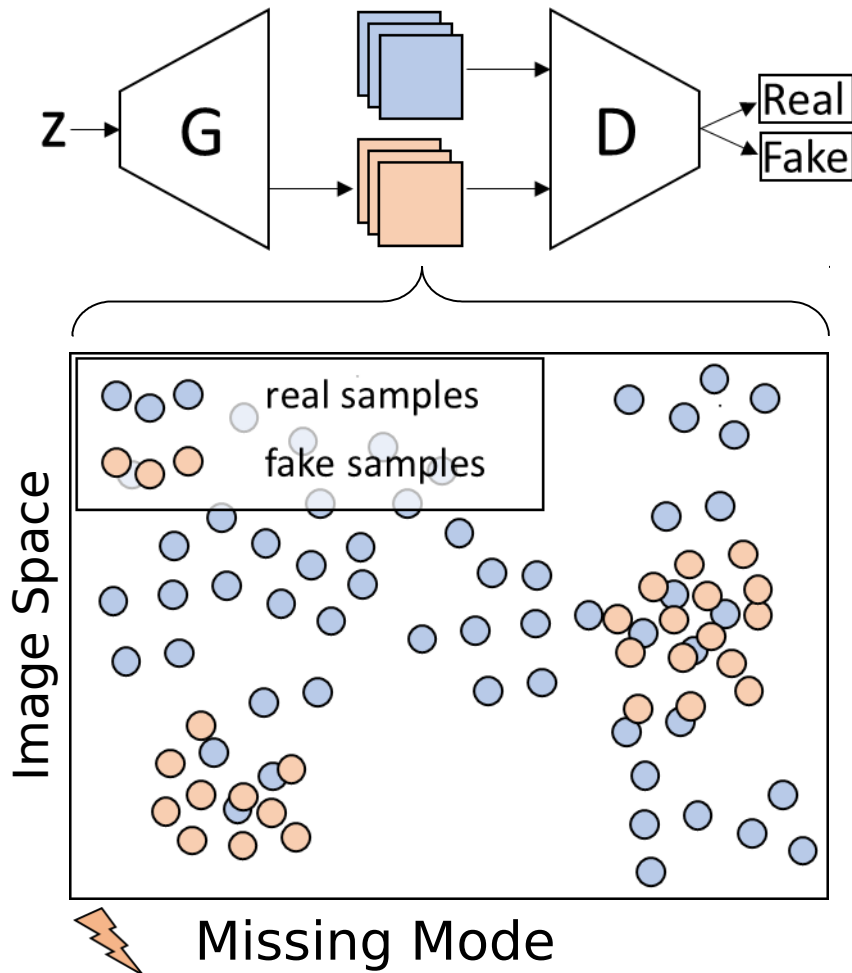 Z
G
D
Real
Fake
real samples
fake samples
Image Space
Missing Mode